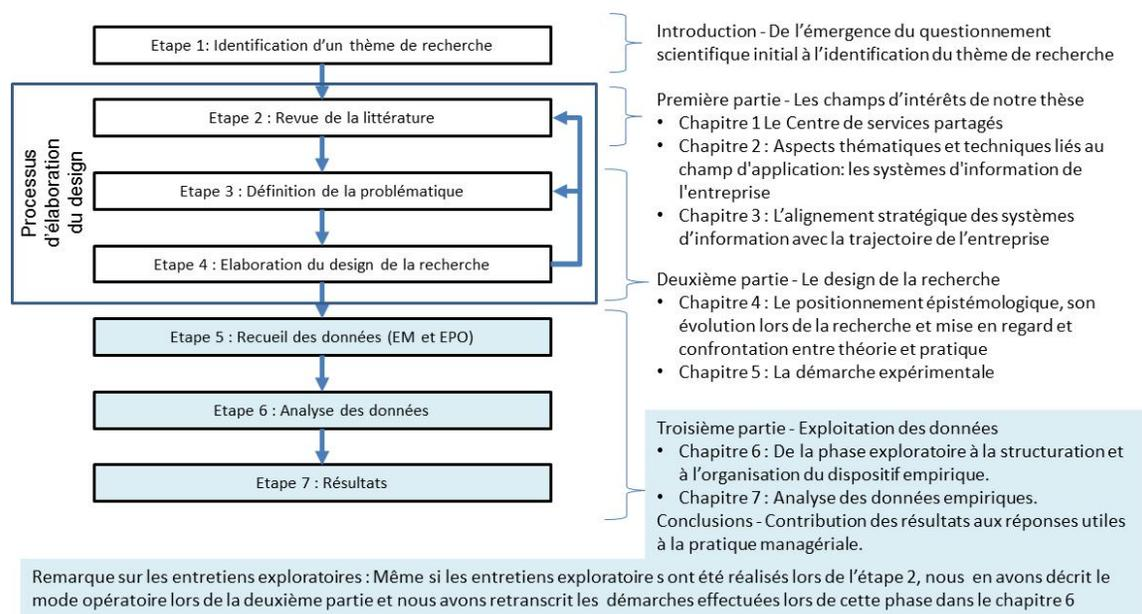 Etape 1: Identification d’un thème de recherche
Processus
d’élaboration
du design
Etape 2 : Revue de la littérature
Etape 3 : Définition de la problématique
Etape 4 : Elaboration du design de la recherche
Etape 5 : Recueil des données (EM et EPO)
Etape 6 : Analyse des données
Etape 7 : Résultats
Introduction - De l’émergence du questionnement
scientifique initial à l’identification du thème de recherche
Première partie - Les champs d’intérêts de notre thèse
• Chapitre 1 Le Centre de services partagés
• Chapitre 2 : Aspects thématiques et techniques liés au
champ d'application: les systèmes d'information de
l'entreprise
• Chapitre 3 : L’alignement stratégique des systèmes
d’information avec la trajectoire de l’entreprise
Deuxième partie - Le design de la recherche
• Chapitre 4 : Le positionnement épistémologique, son
évolution lors de la recherche et mise en regard et
confrontation entre théorie et pratique
• Chapitre 5 : La démarche expérimentale
Troisième partie - Exploitation des données
• Chapitre 6 : De la phase exploratoire à la structuration et
à l’organisation du dispositif empirique.
• Chapitre 7 : Analyse des données empiriques.
Conclusions - Contribution des résultats aux réponses utiles
à la pratique managériale.
Remarque sur les entretiens exploratoires : Même si les entretiens exploratoire s ont été réalisés lors de l’étape 2, nous en avons décrit le
mode opératoire lors de la deuxième partie et nous avons retranscrit les démarches effectuées lors de cette phase dans le chapitre 6